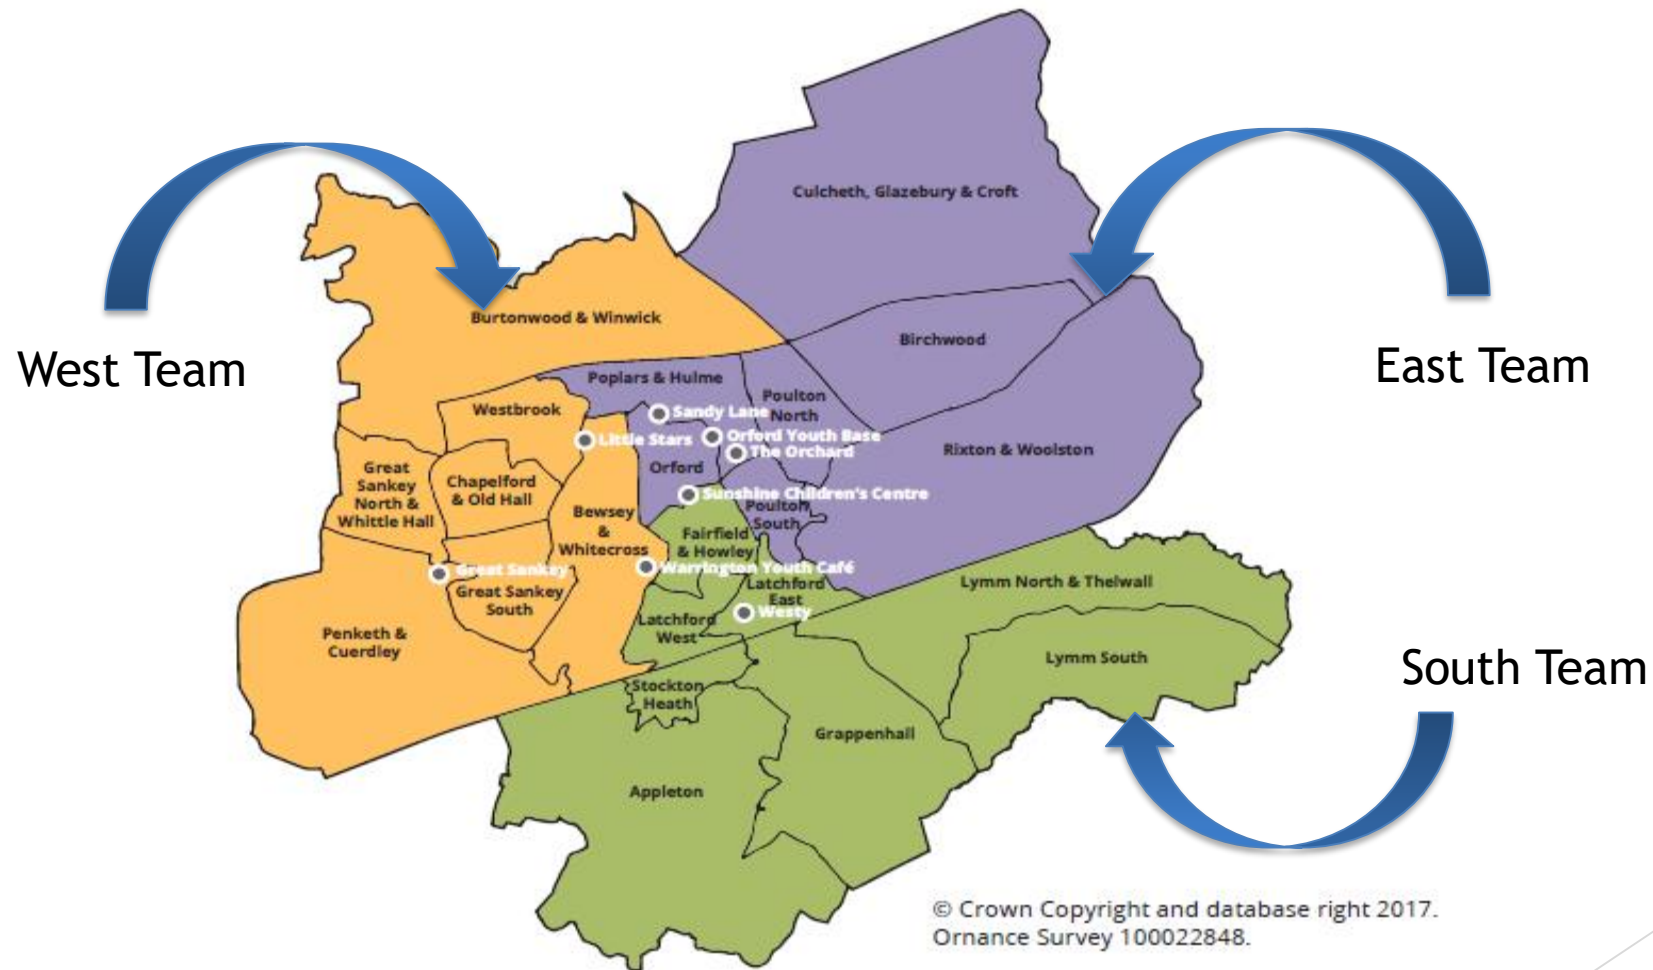 Culcheth, Glazebury & Croft
Burtonwood & Winwick
Birchwood
West Team
East Team
Poplars & Hulme
Poulton
North
Westbrook
Sandy Lane
Little Stars
Orford Youth Base
The Orchard
Rixton & Woolston
Great
Sankey
North &
Whittle Hall
Chapelford
& Old Hall
Orford
Sunshine Children's Centre
Poulton
South
Bewsey
&
Whitecross
Fairfield
& Howley
Warrington Youth Café
Great Sankey
Great Sankey
South
Latchford
East
Lymm North & Thelwall
Westy
Latchford
West
Penketh &
Cuerdley
Lymm South
South Team
Stockton
Heath
Grappenhall
Appleton
© Crown Copyright and database right 2017.
Ornance Survey 100022848.